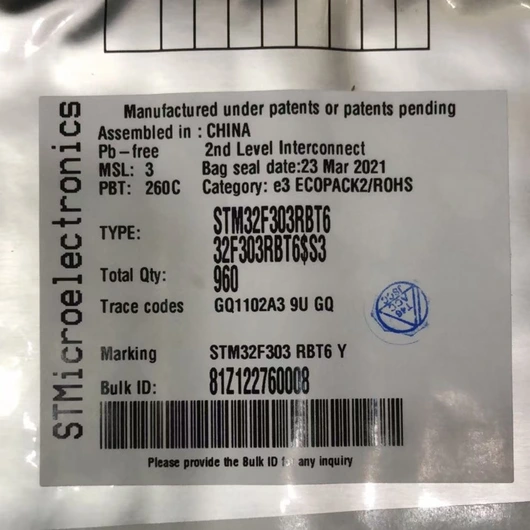 STMicroelectronics
Manufactured under patents or patents pending
Assembled in : CHINA
Pb-free 2nd Level Interconnect
MSL: 3 Bag seal date:23 Mar 2021
PBT: 260C Category: e3 ECOPACK2/ROHS
TYPE: STM32F303RBT6
32F303RBT6$S3
Total Qty: 960
Trace codes GQ1102A3 9U GQ
Marking STM32F303 RBT6 Y
Bulk ID: 81Z122760008
Please provide the Bulk ID any inquiry